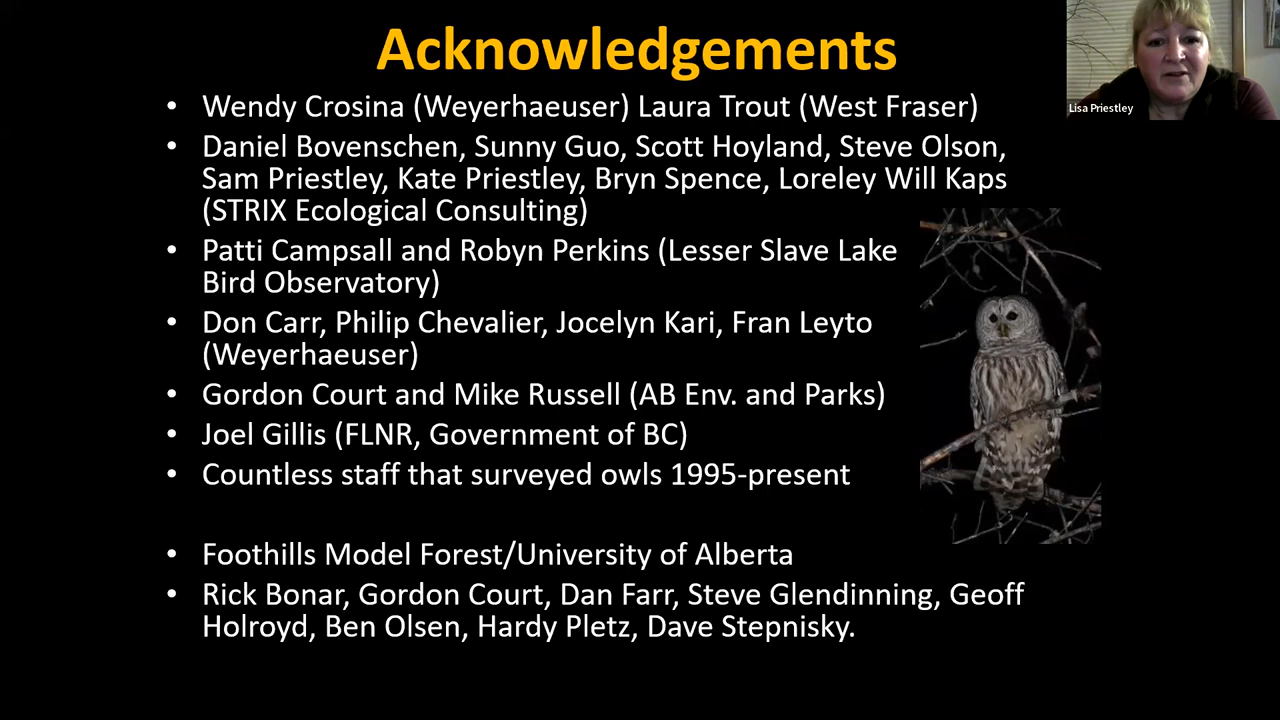 Acknowledgements
• Wendy Crosina (Weyerhaeuser) Laura Trout (West Fraser)
• Daniel Bovenschen, Sunny Guo, Scott Hoyland, Steve Olson,
Sam Priestley, Kate Priestley, Bryn Spence, Loreley Will Kaps
(STRIX Ecological Consulting)
• Patti Campsall and Robyn Perkins (Lesser Slave Lake
Bird Observatory)
• Don Carr, Philip Chevalier, Jocelyn Kari, Fran Leyto
(Weyerhaeuser)
• Gordon Court and Mike Russell (AB Env. and Parks)
• Joel Gillis (FLNR, Government of BC)
• Countless staff that surveyed owls 1995-present
• Foothills Model Forest/University of Alberta
• Rick Bonar, Gordon Court, Dan Farr, Steve Glendinning, Geoff
Holroyd, Ben Olsen, Hardy Pletz, Dave Stepnisky.
Lisa Priestley